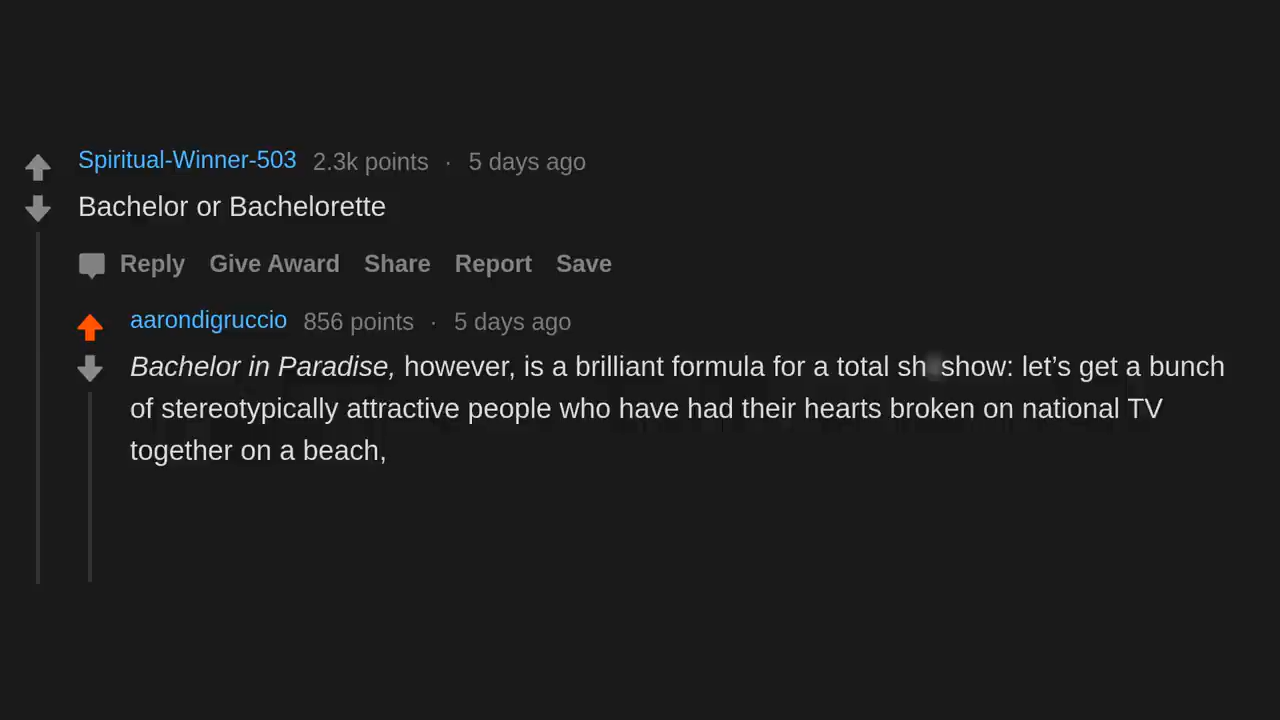 Spiritual-Winner-503 2.3k points · 5 days ago
Bachelor or Bachelorette
Reply Give Award Share Report Save
aarondigruccio 856 points · 5 days ago
Bachelor in Paradise, however, is a brilliant formula for a total sh show: let’s get a bunch
of stereotypically attractive people who have had their hearts broken on national TV
together on a beach,